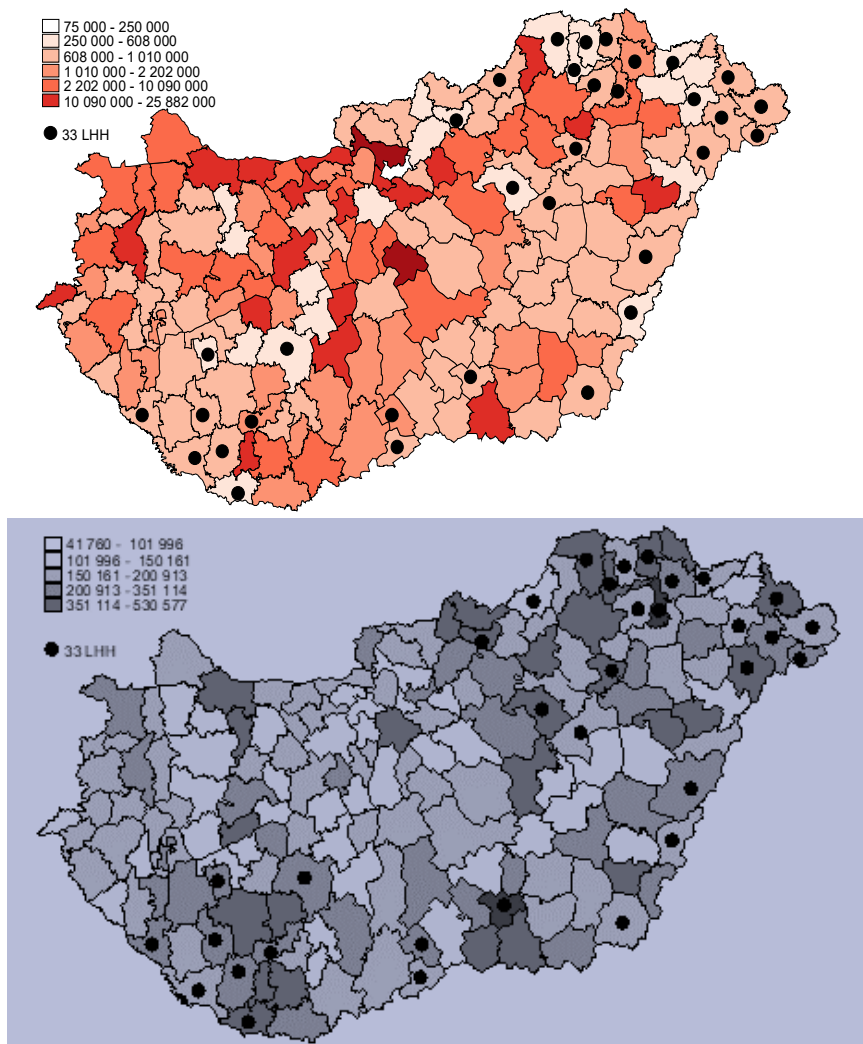 75 000 - 250 000
250 000 - 608 000
608 000 - 1 010 000
1 010 000 - 2 202 000
2 202 000 - 10 090 000
10 090 000 - 25 882 000
33 LHH
41 760 - 101 996
101 996 - 150 161
150 161 - 200 913
200 913 - 351 114
351 114 - 530 577
33 LHH